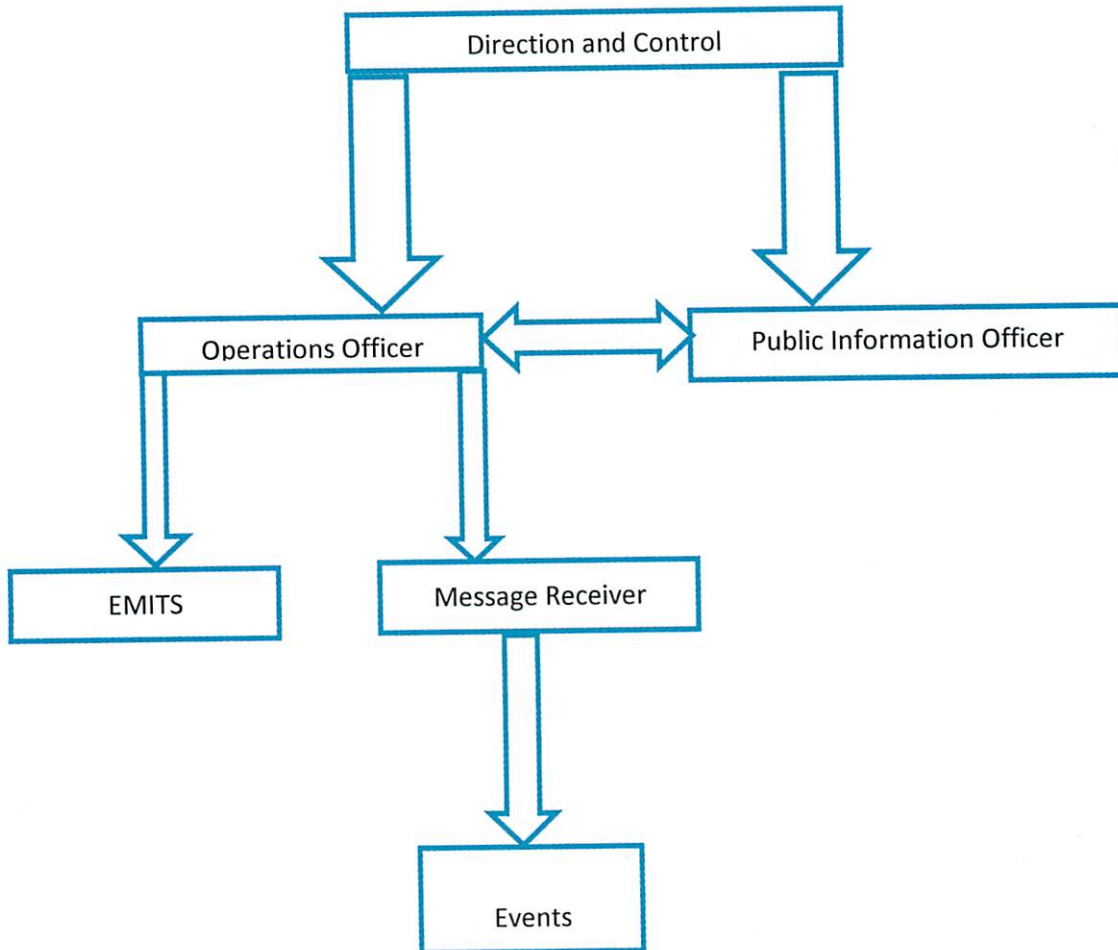 Direction and Control
Operations Officer
Public Information Officer
EMITS
Message Receiver
Events